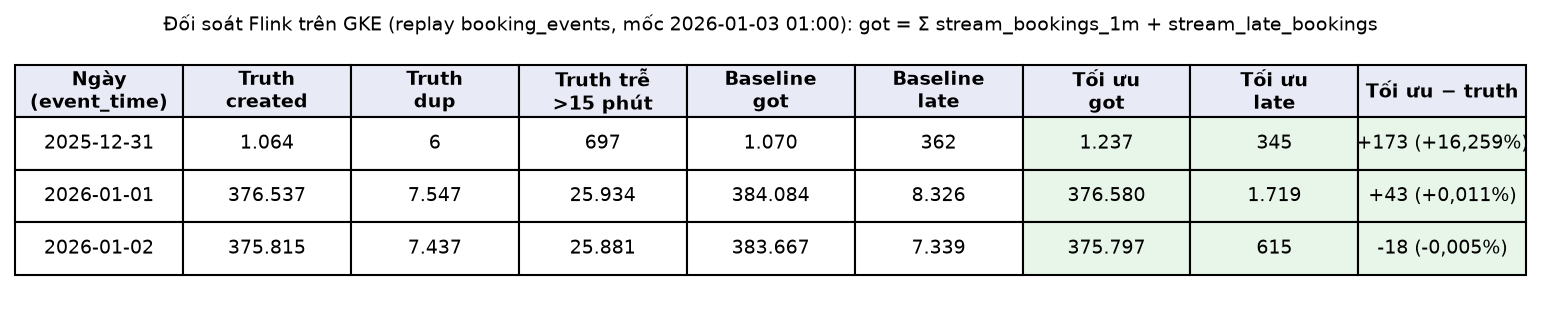 Đối soát Flink trên GKE (replay booking_events, mốc 2026-01-03 01:00): got = Σ stream_bookings_1m + stream_late_bookings
Ngày (event_time) Truth created Truth dup Truth trễ >15 phút Baseline got Baseline late Tối ưu got Tối ưu late Tối ưu − truth
2025-12-31 1.064 6 697 1.070 362 1.237 345 +173 (+16,259%)
2026-01-01 376.537 7.547 25.934 384.084 8.326 376.580 1.719 +43 (+0,011%)
2026-01-02 375.815 7.437 25.881 383.667 7.339 375.797 615 -18 (-0,005%)